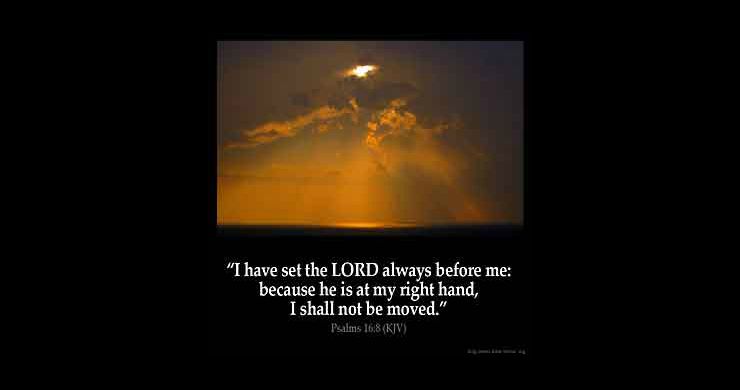 “I have set the LORD always before me:
because he is at my right hand,
I shall not be moved.”
Psalms 16:8 (KJV)